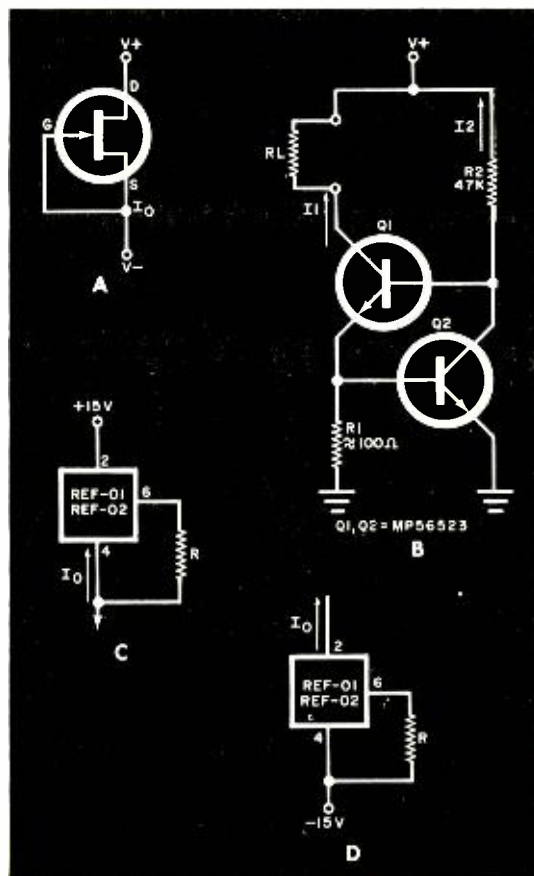 V+
D
G
S
IO
V-
A
V+
RL
I1
I2
R2
47K
Q1
Q2
R1
≈100Ω
Q1,Q2 = MPS6523
B
+15V
2
REF-01
REF-02
6
4
IO
R
C
IO
2
REF-01
REF-02
6
4
R
-15V
D